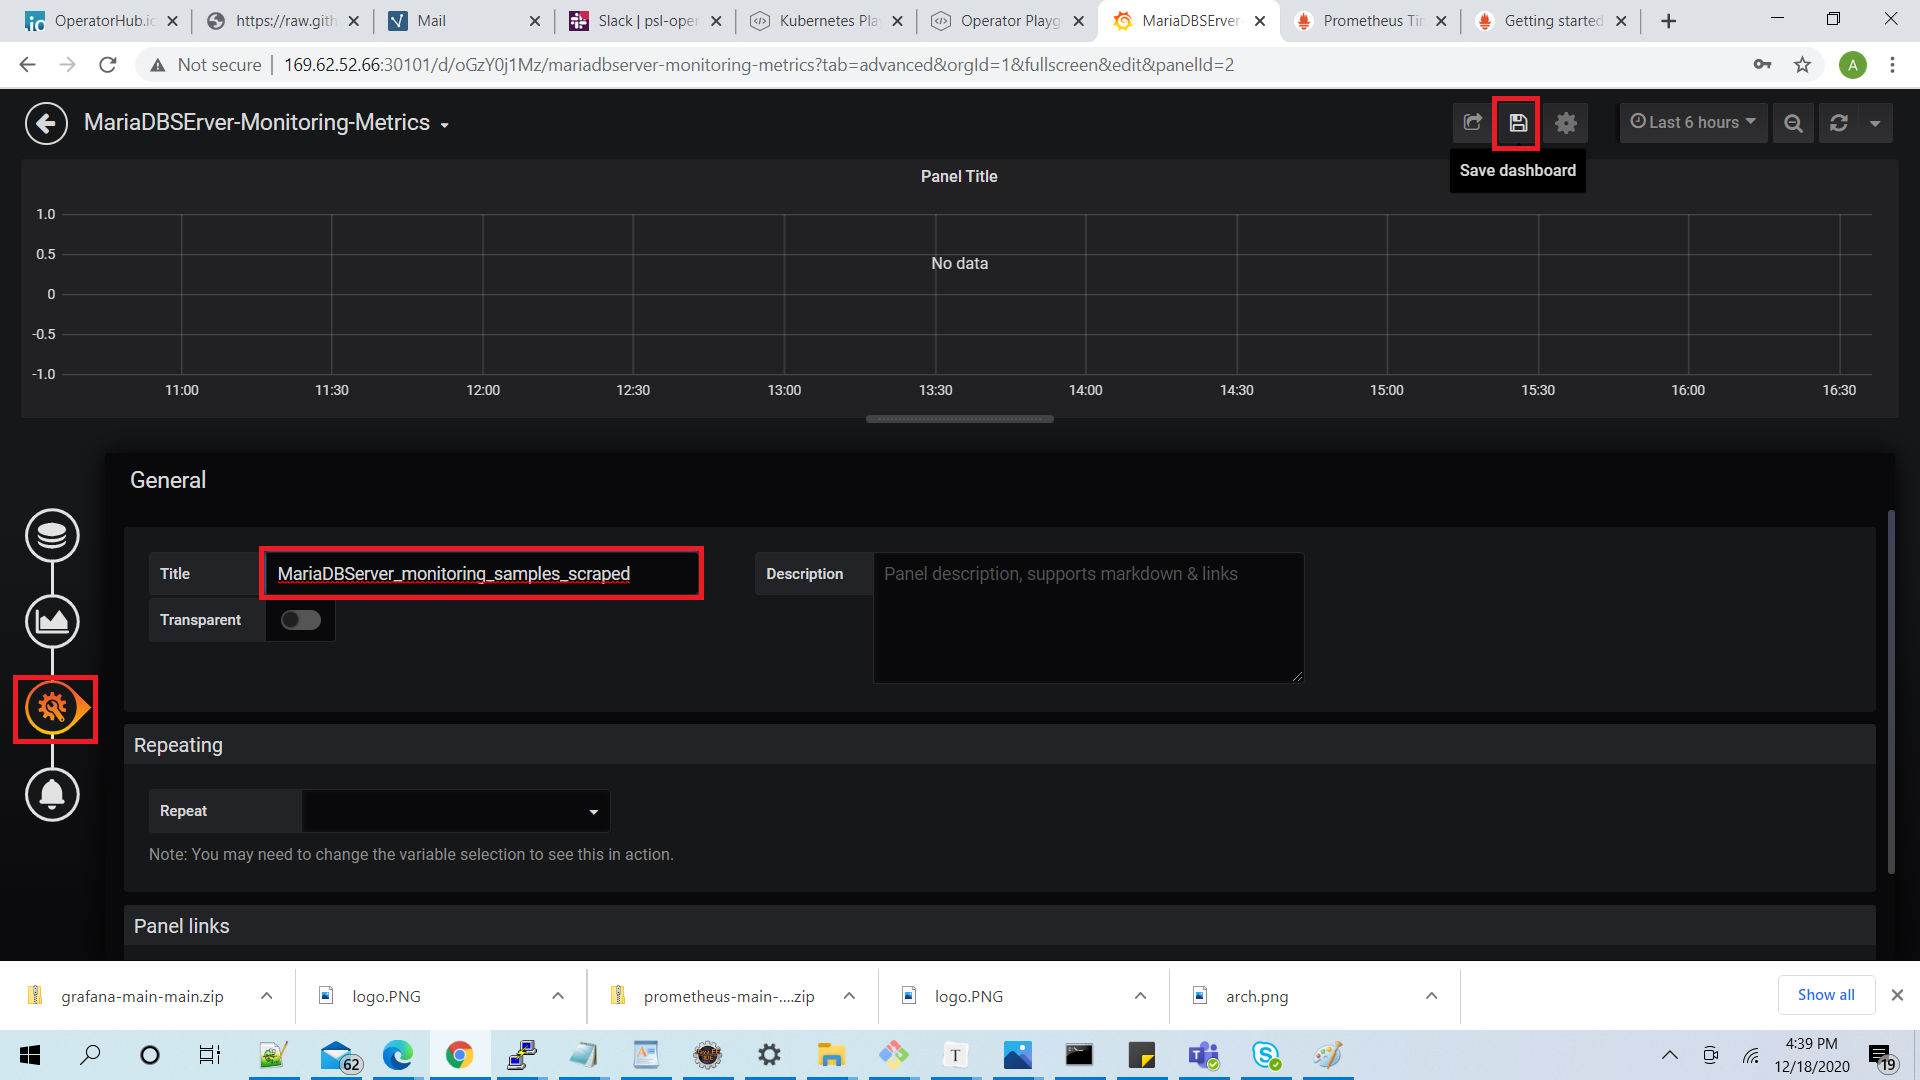 OperatorHub.io
https://raw.gith
Mail
Slack | psl-oper
Kubernetes Play
Operator Playg
MariaDBSErver-
Prometheus Tim
Getting started
Not secure
169.62.52.66:30101/d/oGzY0j1Mz/mariadbserver-monitoring-metrics?tab=advanced&orgId=1&fullscreen&edit&panelId=2
A
MariaDBSErver-Monitoring-Metrics
Last 6 hours
Save dashboard
Panel Title
1.0
0.5
No data
0
-0.5
-1.0
11:00 11:30 12:00 12:30 13:00 13:30 14:00 14:30 15:00 15:30 16:00 16:30
General
Title
MariaDBServer_monitoring_samples_scraped
Description
Panel description, supports markdown & links
Transparent
Repeating
Repeat
Note: You may need to change the variable selection to see this in action.
Panel links
grafana-main-main.zip
logo.PNG
prometheus-main-....zip
logo.PNG
arch.png
Show all
62
T
4:39 PM
12/18/2020
19